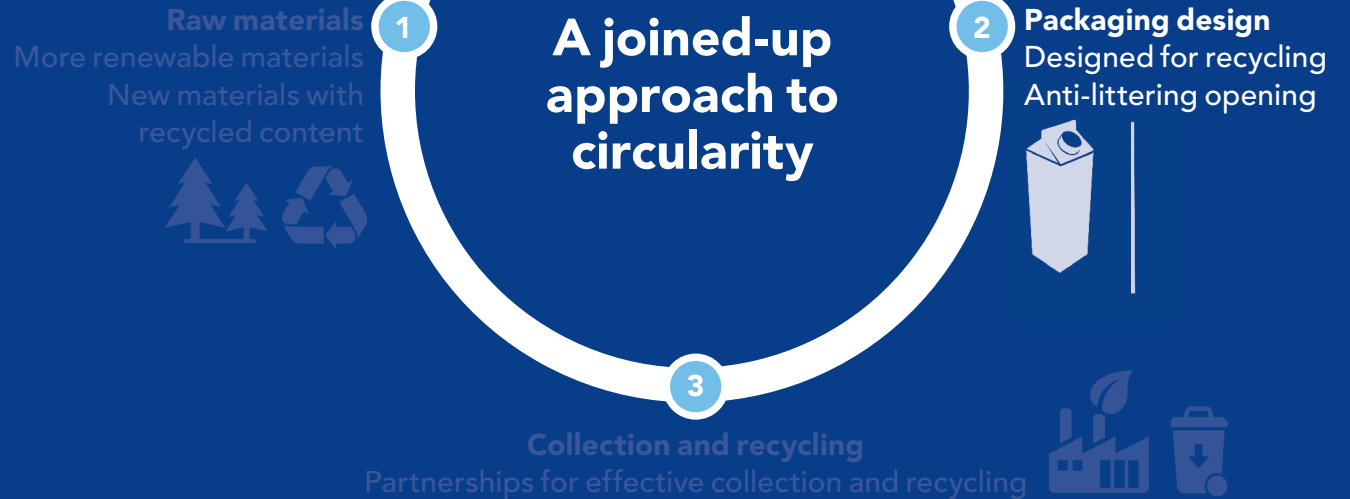 Raw materials
More renewable materials
New materials with
recycled content
1
A joined-up
approach to
circularity
2
Packaging design
Designed for recycling
Anti-littering opening
3
Collection and recycling
Partnerships for effective collection and recycling